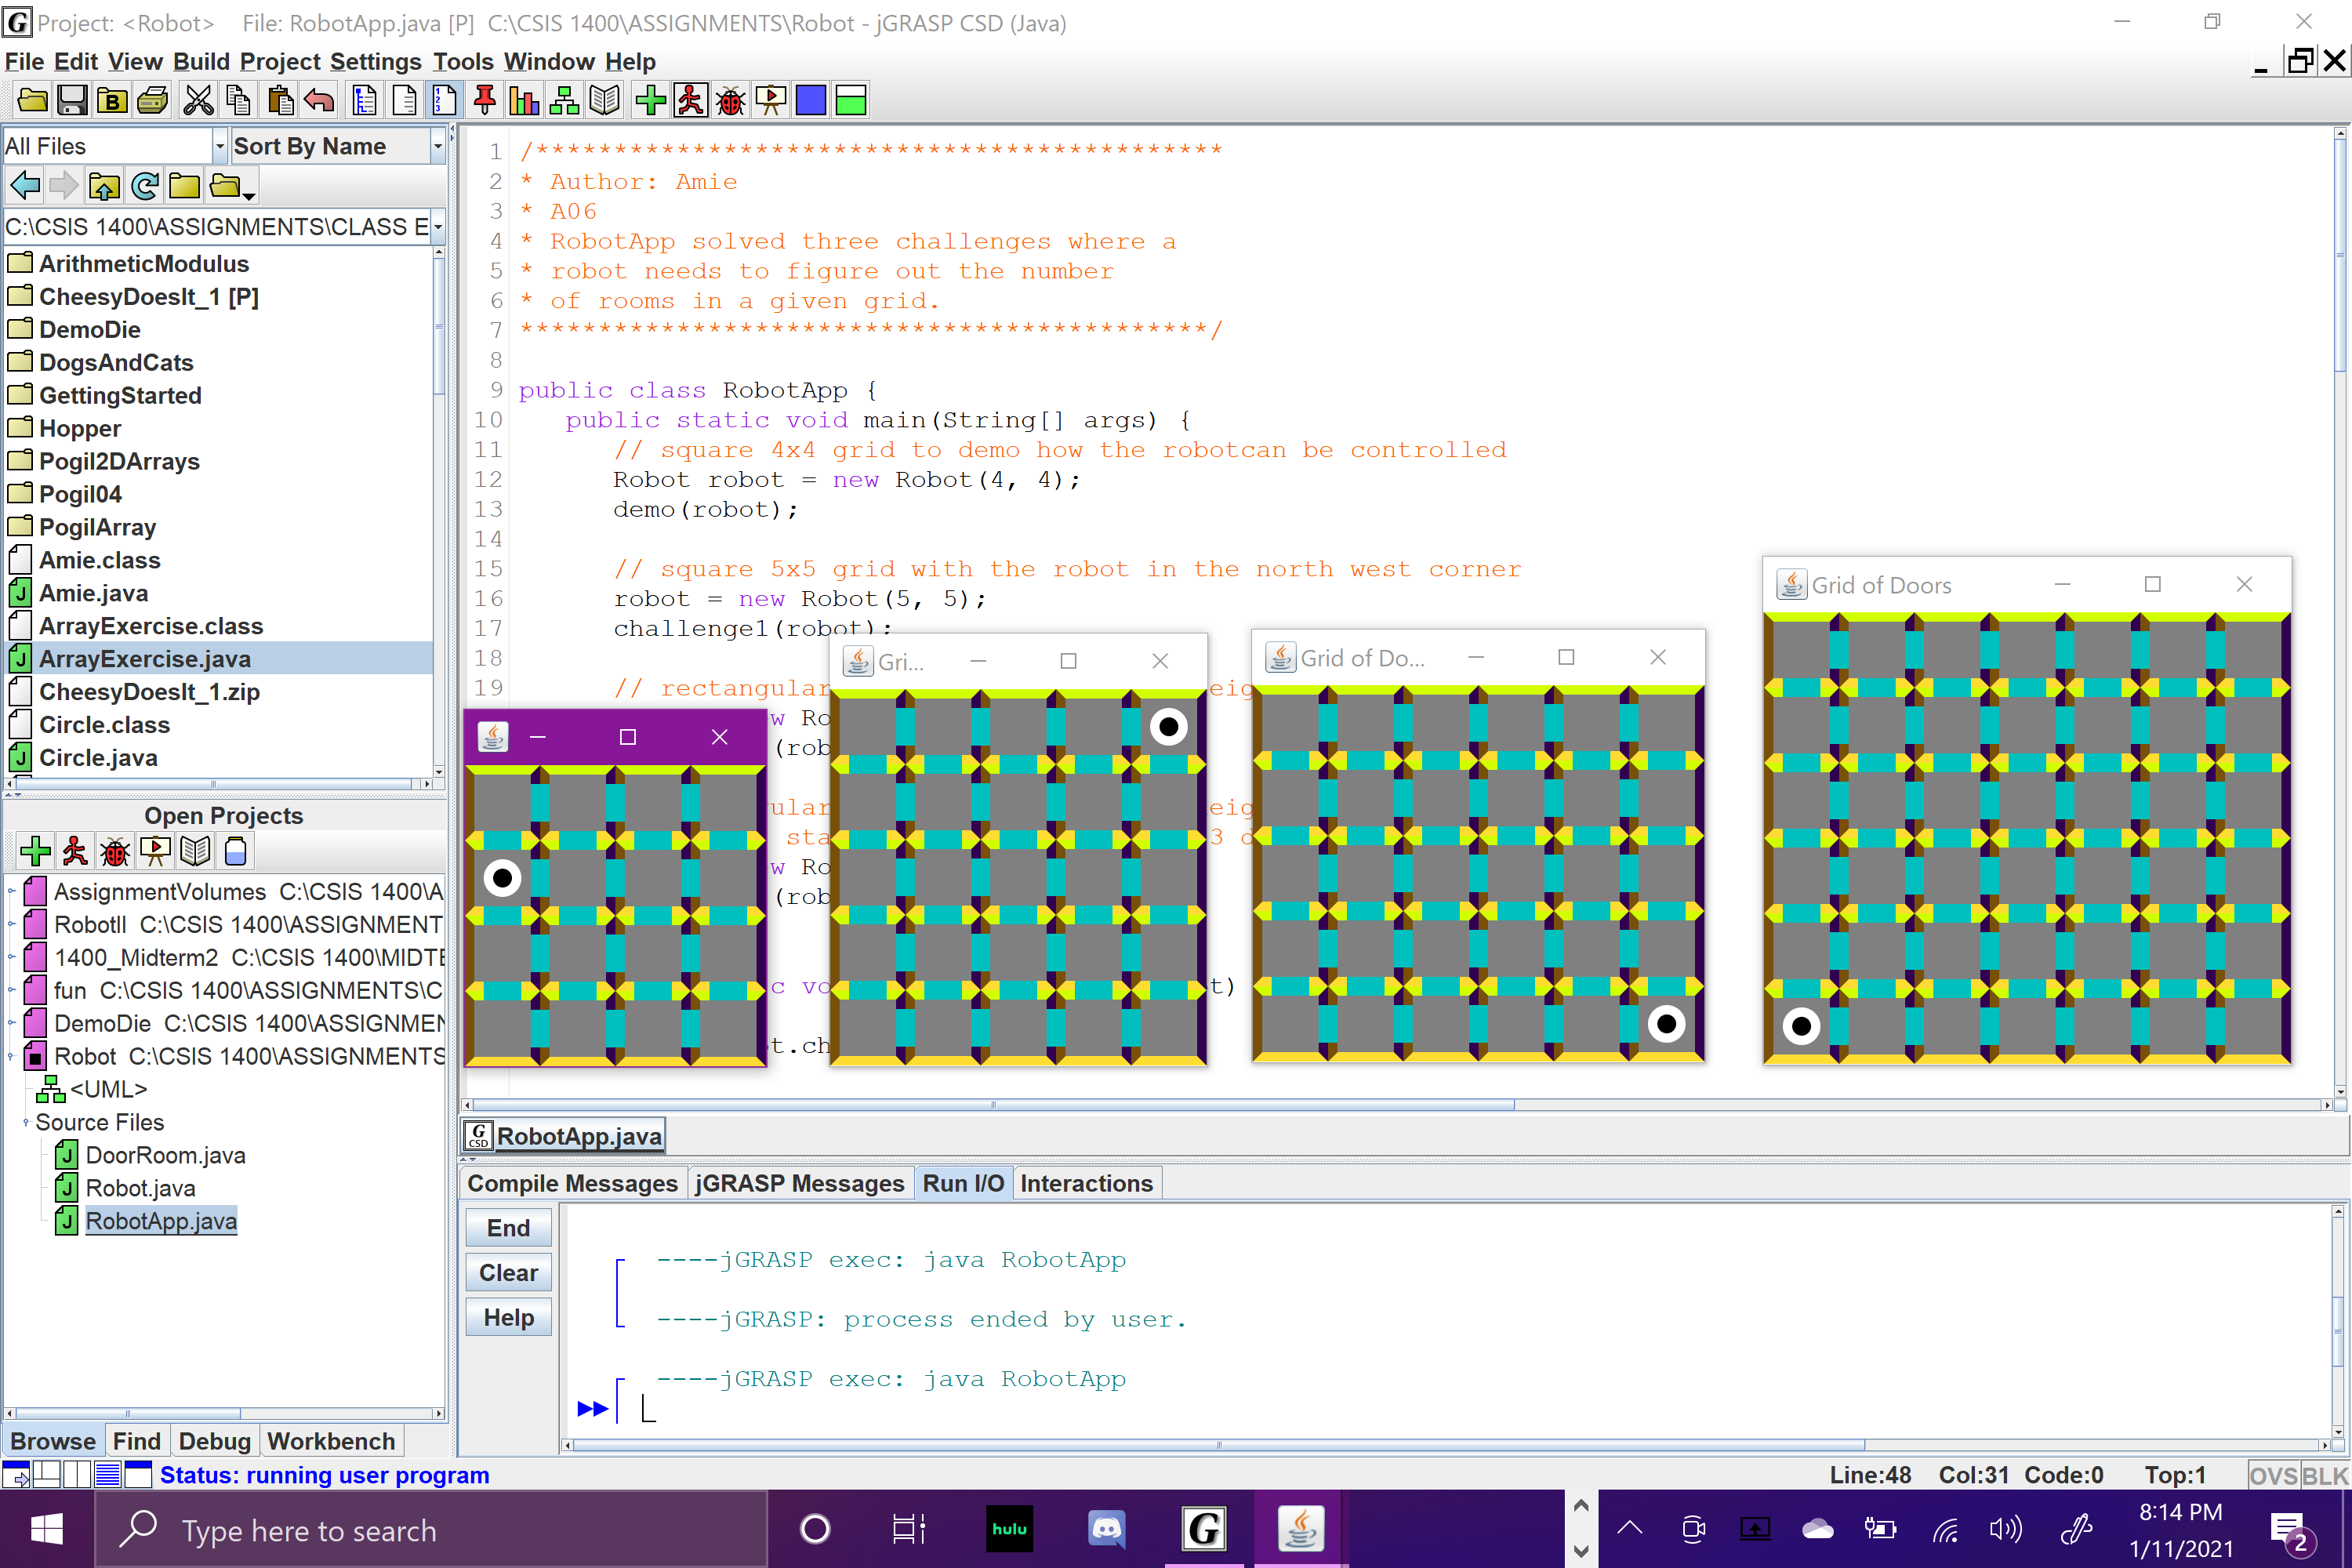 Project: <Robot>    File: RobotApp.java [P]  C:\CSIS 1400\ASSIGNMENTS\Robot - jGRASP CSD (Java)
File Edit View Build Project Settings Tools Window Help
All Files
Sort By Name
C:\CSIS 1400\ASSIGNMENTS\CLASS E
ArithmeticModulus
CheesyDoesIt_1 [P]
DemoDie
DogsAndCats
GettingStarted
Hopper
Pogil2DArrays
Pogil04
PogilArray
Amie.class
Amie.java
ArrayExercise.class
ArrayExercise.java
CheesyDoesIt_1.zip
Circle.class
Circle.java
Open Projects
AssignmentVolumes C:\CSIS 1400\A
RobotII C:\CSIS 1400\ASSIGNMENT
1400_Midterm2 C:\CSIS 1400\MIDTE
fun C:\CSIS 1400\ASSIGNMENTS\C
DemoDie C:\CSIS 1400\ASSIGNMEN
Robot C:\CSIS 1400\ASSIGNMENTS
<UML>
Source Files
DoorRoom.java
Robot.java
RobotApp.java
Browse Find Debug Workbench
1 /********************************************
2 * Author: Amie
3 * A06
4 * RobotApp solved three challenges where a
5 * robot needs to figure out the number
6 * of rooms in a given grid.
7 ********************************************/
8
9 public class RobotApp {
10 public static void main(String[] args) {
11 // square 4x4 grid to demo how the robotcan be controlled
12 Robot robot = new Robot(4, 4);
13 demo(robot);
14
15 // square 5x5 grid with the robot in the north west corner
16 robot = new Robot(5, 5);
17 challenge1(robot);
18
19 // rectangular eig
w Ro
(rob
ular eig
sta 3 d
w Ro
(rob
c vo t)
t.ch
Gri...
Grid of Do...
Grid of Doors
RobotApp.java
Compile Messages jGRASP Messages Run I/O Interactions
End
Clear
Help
----jGRASP exec: java RobotApp
----jGRASP: process ended by user.
----jGRASP exec: java RobotApp
Status: running user program
Line:48 Col:31 Code:0 Top:1 OVS BLK
Type here to search
hulu
8:14 PM
1/11/2021
2